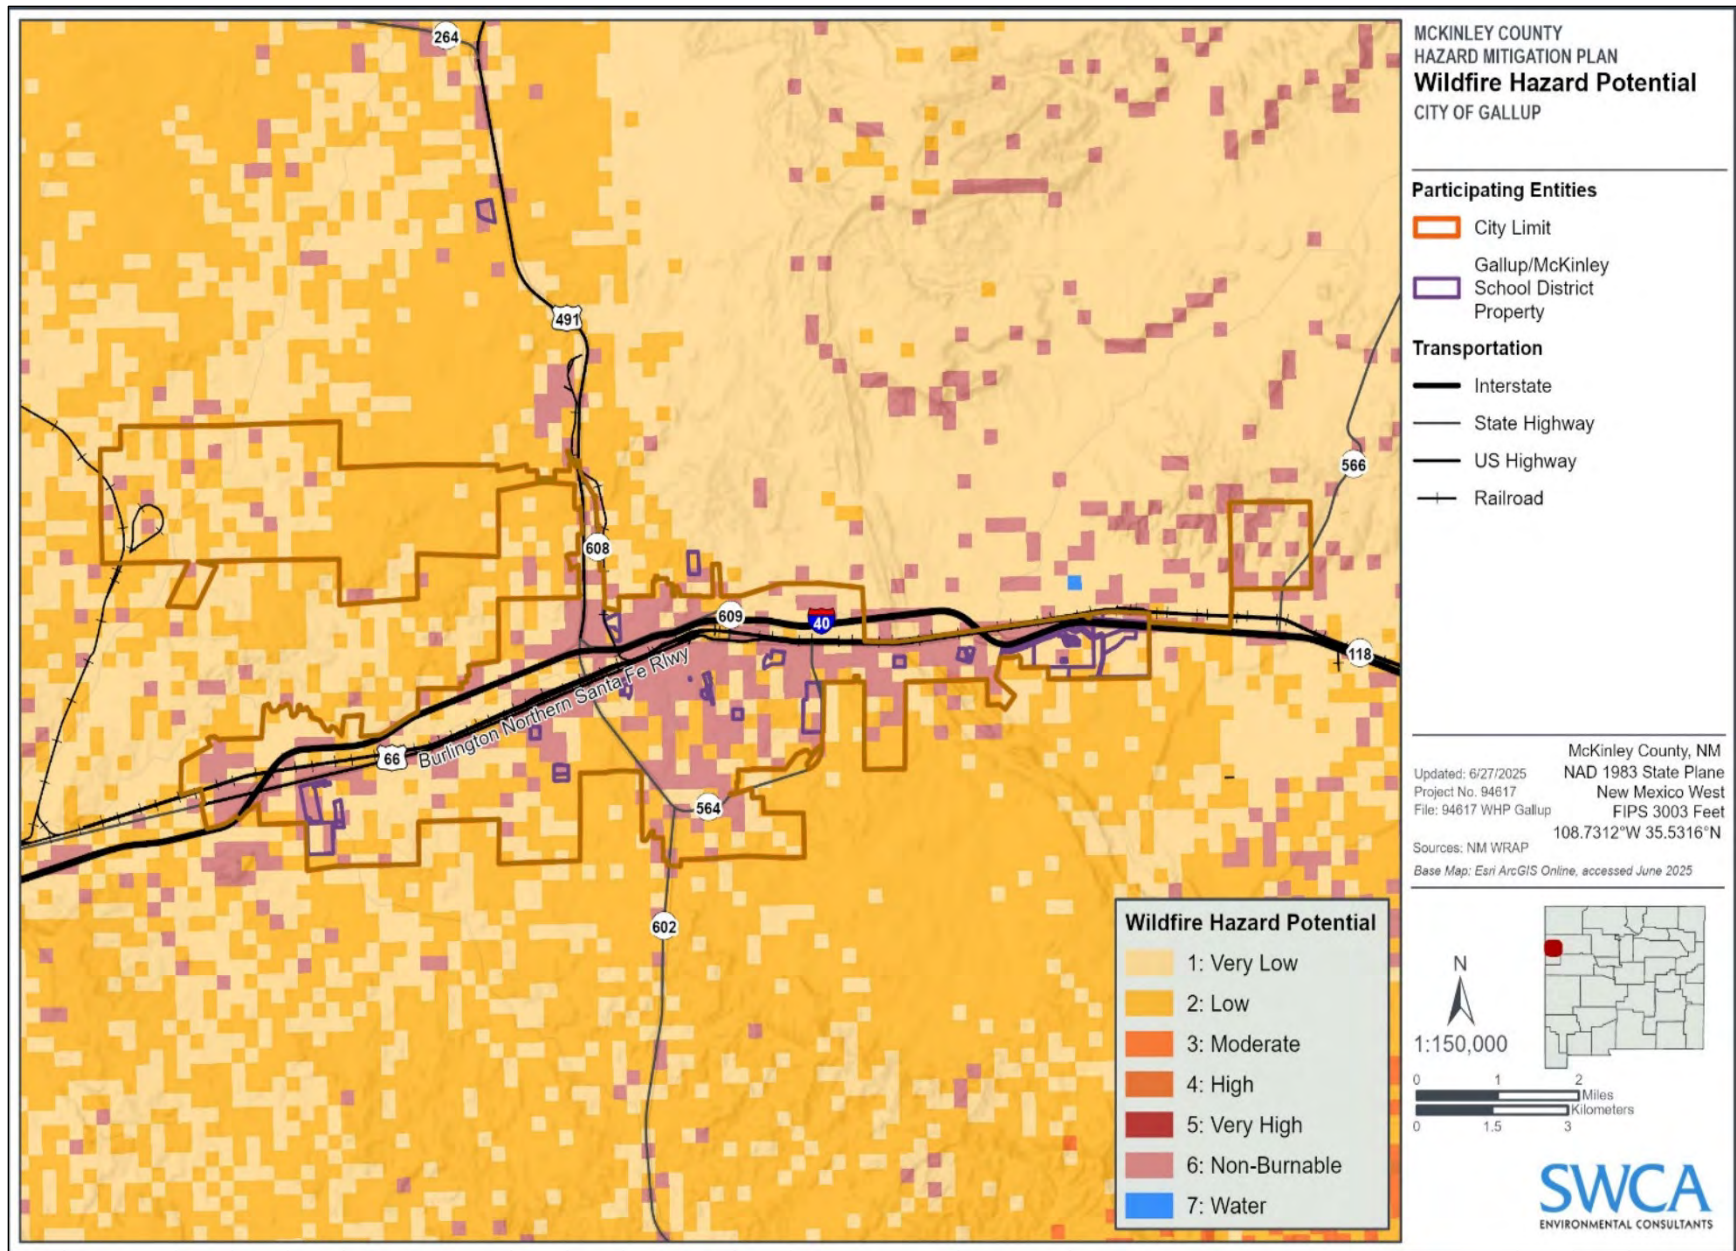 264
491
608
609
40
566
118
Burlington Northern Santa Fe Rlwy
66
564
602
Wildfire Hazard Potential
1: Very Low
2: Low
3: Moderate
4: High
5: Very High
6: Non-Burnable
7: Water
MCKINLEY COUNTY
HAZARD MITIGATION PLAN
Wildfire Hazard Potential
CITY OF GALLUP
Participating Entities
City Limit
Gallup/McKinley
School District
Property
Transportation
Interstate
State Highway
US Highway
Railroad
McKinley County, NM
NAD 1983 State Plane
New Mexico West
FIPS 3003 Feet
108.7312°W 35.5316°N
Updated: 6/27/2025
Project No. 94617
File: 94617 WHP Gallup
Sources: NM WRAP
Base Map: Esri ArcGIS Online, accessed June 2025
N
1:150,000
0 1 2
Miles
Kilometers
0 1.5 3
SWCA
ENVIRONMENTAL CONSULTANTS